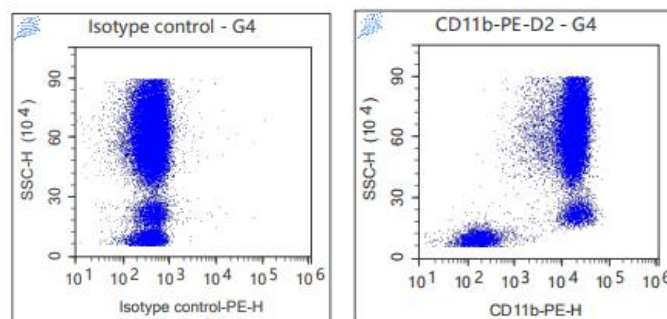 Isotype control - G4
SSC-H (10⁴)
90
60
30
0
10¹ 10² 10³ 10⁴ 10⁵ 10⁶
Isotype control-PE-H
CD11b-PE-D2 - G4
SSC-H (10⁴)
90
60
30
0
10¹ 10² 10³ 10⁴ 10⁵ 10⁶
CD11b-PE-H